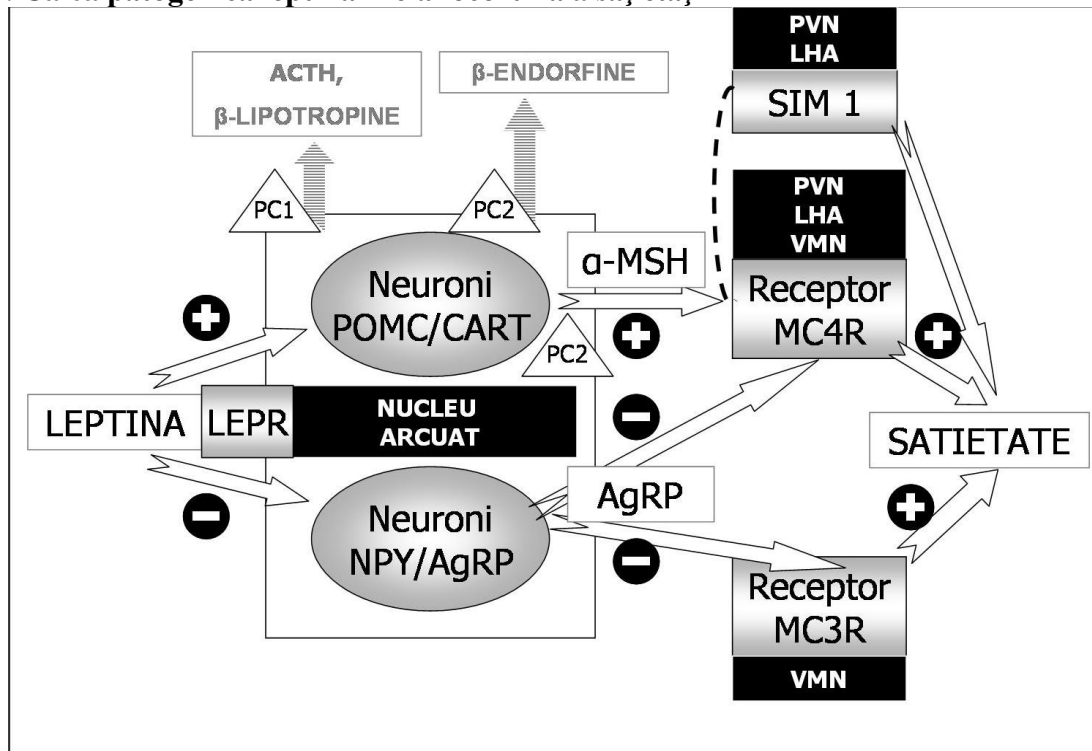 PVN
LHA
SIM 1
ACTH,
β-LIPOTROPINE
β-ENDORFINE
PC1
PC2
PVN
LHA
VMN
Receptor
MC4R
α-MSH
Neuroni
POMC/CART
PC2
LEPTINA
LEPR
NUCLEU
ARCUAT
SATIETATE
AgRP
Neuroni
NPY/AgRP
Receptor
MC3R
VMN